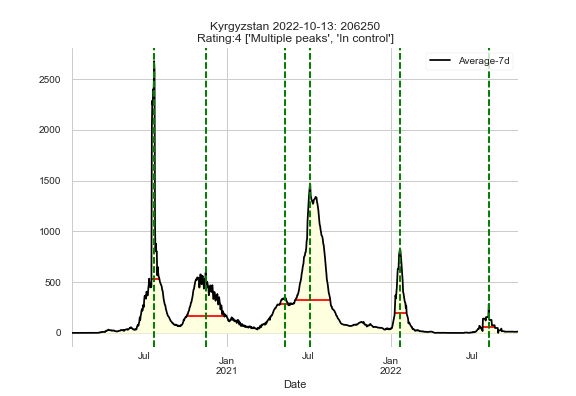 Kyrgyzstan 2022-10-13: 206250
Rating:4 ['Multiple peaks', 'In control']
Average-7d
2500
2000
1500
1000
500
0
Jul
Jan
2021
Jul
Jan
2022
Jul
Date